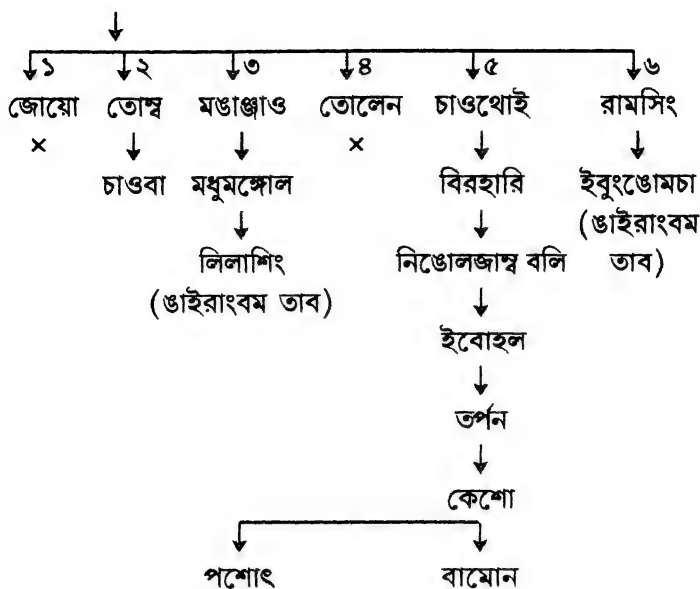 ১ ২ ৩ ৪ ৫ ৬
জোয়ো তোম্ব মঙাঞ্জাও তোলেন চাওথোই রামসিং
× ×
চাওবা মধুমঙ্গোল বিরহারি ইবুংঙোমচা
(ঙাইরাংবম
লিলাশিং নিঙোলজাম্ব বলি তাব)
(ঙাইরাংবম তাব)
ইবোহল
তর্পন
কেশো
পশোৎ বামোন